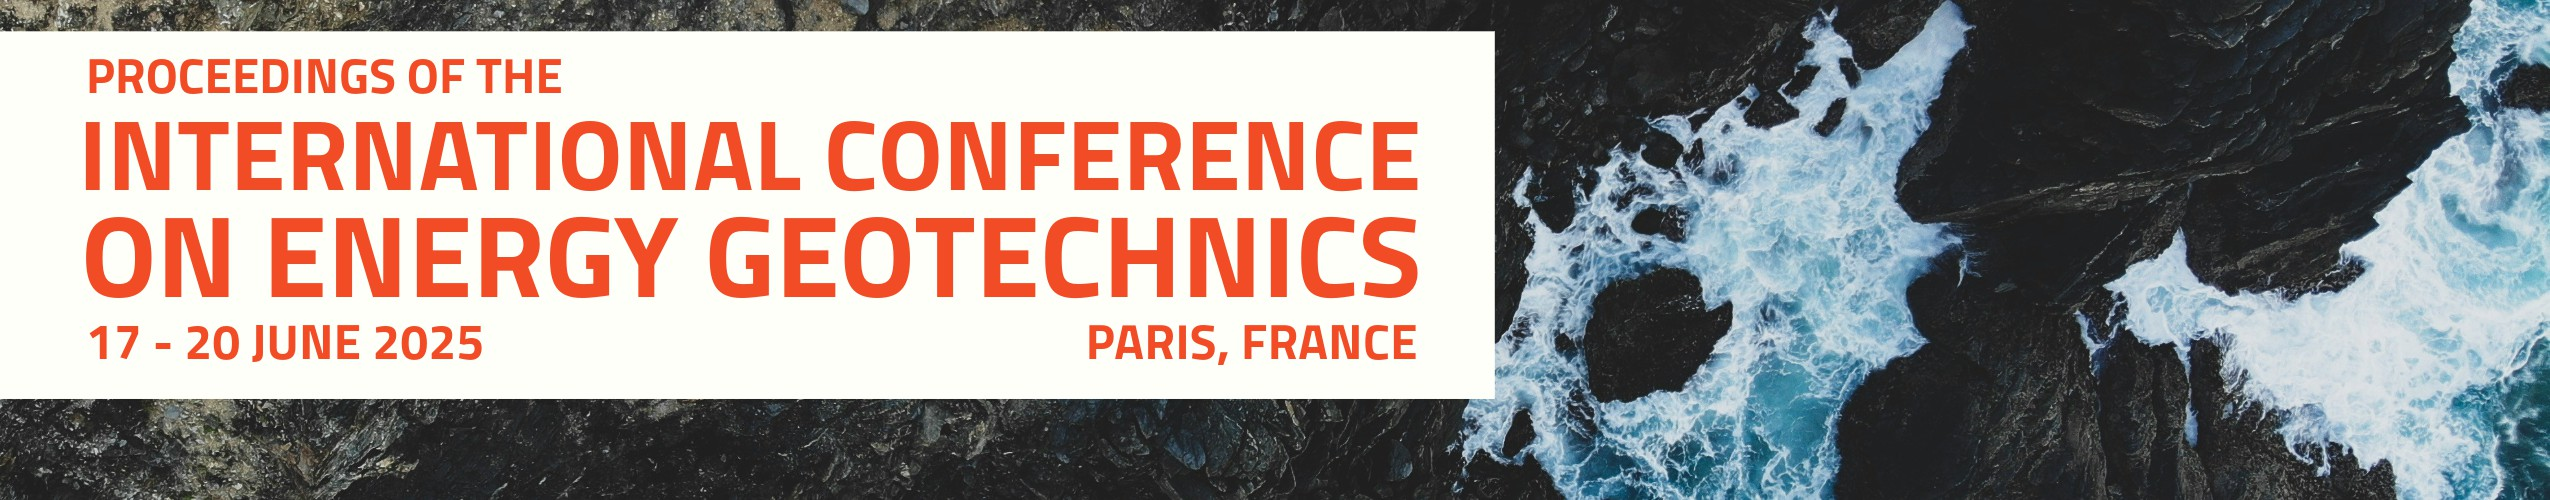 PROCEEDINGS OF THE
INTERNATIONAL CONFERENCE
ON ENERGY GEOTECHNICS
17 - 20 JUNE 2025 PARIS, FRANCE